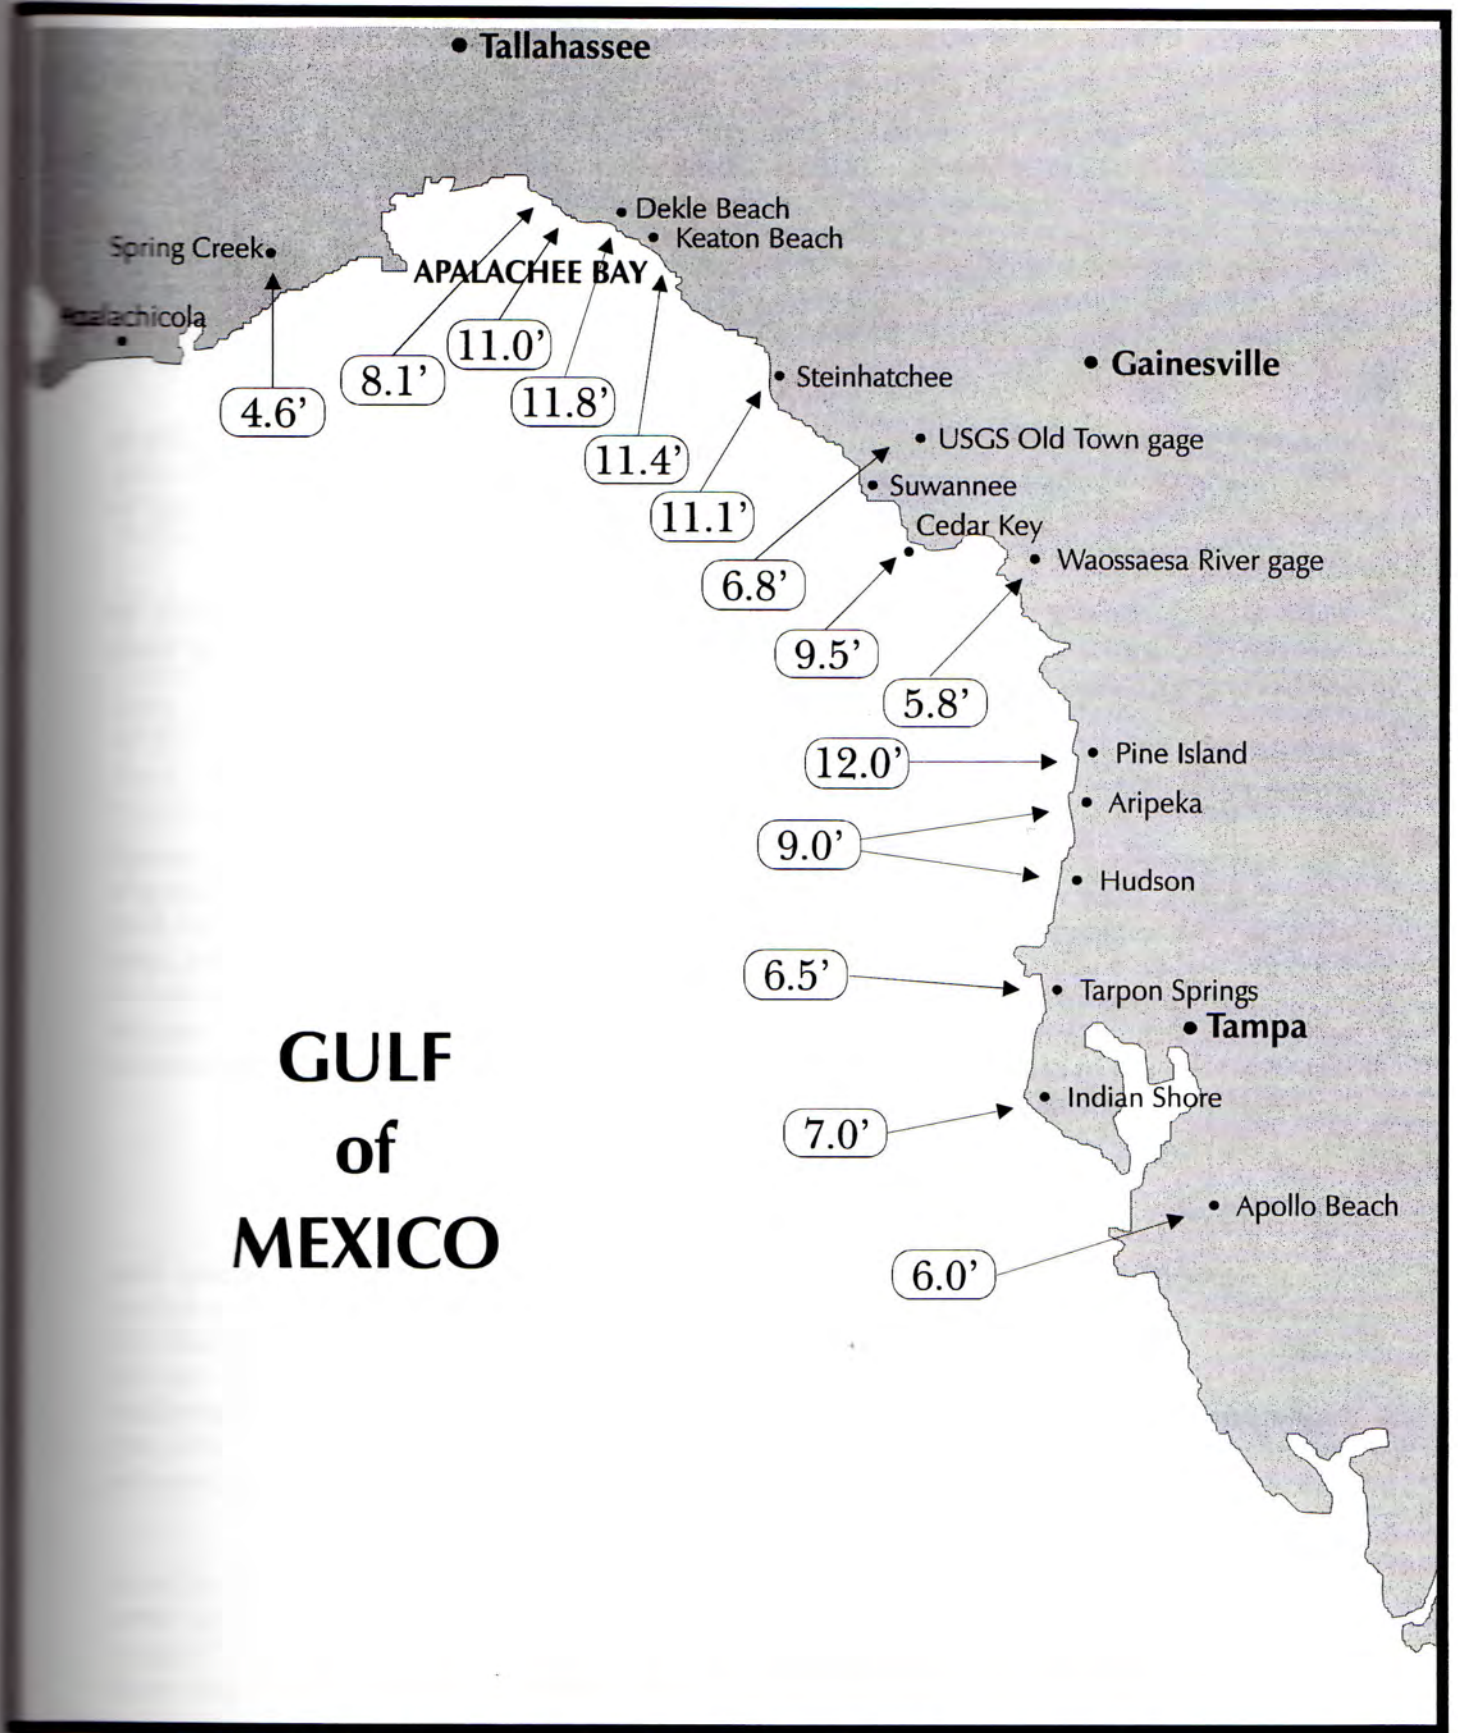 Tallahassee
Dekle Beach
Keaton Beach
Spring Creek
APALACHEE BAY
11.0’
8.1’
11.8’
4.6’
11.4’
11.1’
Steinhatchee
Gainesville
USGS Old Town gage
Suwannee
Cedar Key
Waossaesa River gage
6.8’
9.5’
5.8’
12.0’
Pine Island
Aripeka
9.0’
Hudson
6.5’
Tarpon Springs
Tampa
Indian Shore
7.0’
Apollo Beach
6.0’
GULF
of
MEXICO